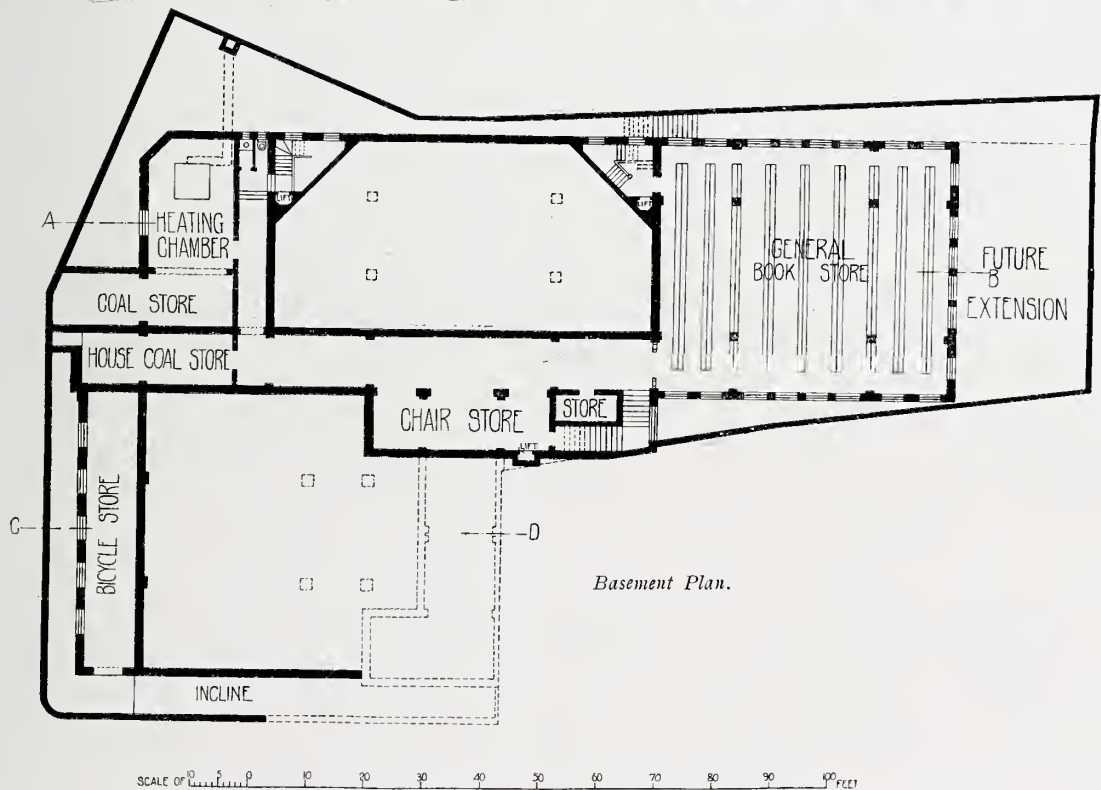 LIFT
LIFT
A
HEATING
CHAMBER
GENERAL
BOOK STORE
FUTURE
B
EXTENSION
COAL STORE
HOUSE COAL STORE
CHAIR STORE
STORE
LIFT
BICYCLE STORE
C
D
Basement Plan.
INCLINE
SCALE OF 10 5 0 10 20 30 40 50 60 70 80 90 100 FEET